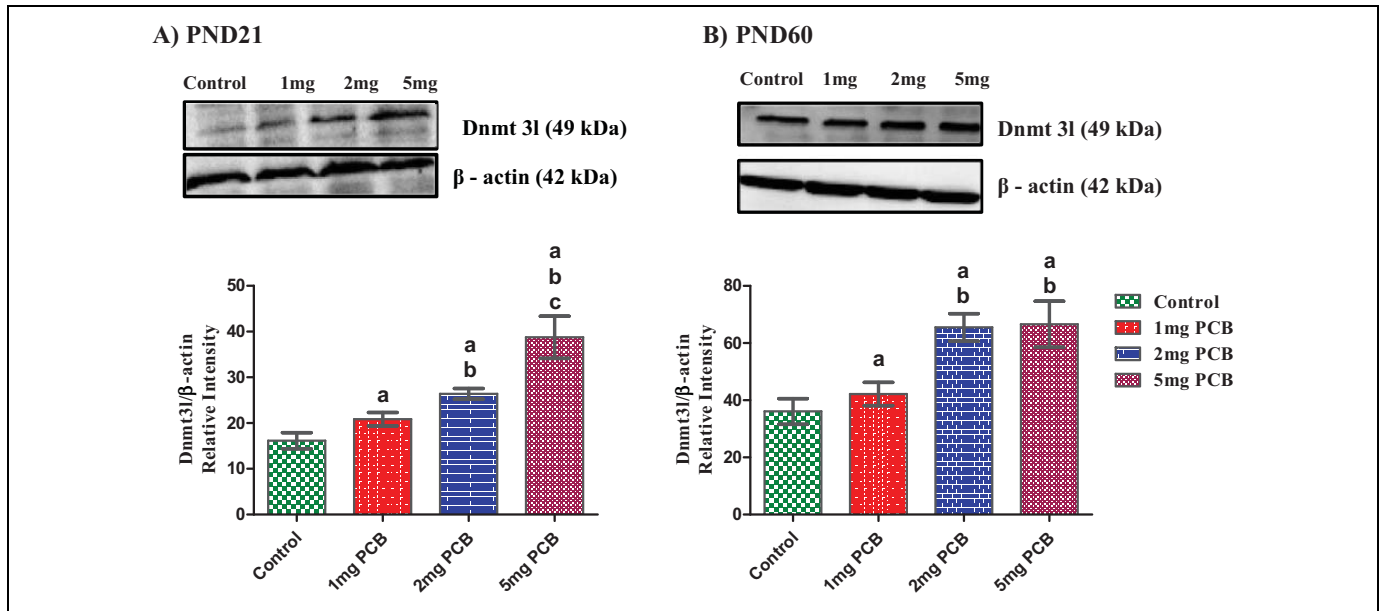 A) PND21
Control 1mg 2mg 5mg
Dnmt 3l (49 kDa)
β - actin (42 kDa)
a
b
c
a
b
a
50
40
30
20
10
0
Dnmt3l/β-actin
Relative Intensity
Control
1mg PCB
2mg PCB
5mg PCB
B) PND60
Control 1mg 2mg 5mg
Dnmt 3l (49 kDa)
β - actin (42 kDa)
a
b
a
b
a
80
60
40
20
0
Dnmt3l/β-actin
Relative Intensity
Control
1mg PCB
2mg PCB
5mg PCB
Control
1mg PCB
2mg PCB
5mg PCB